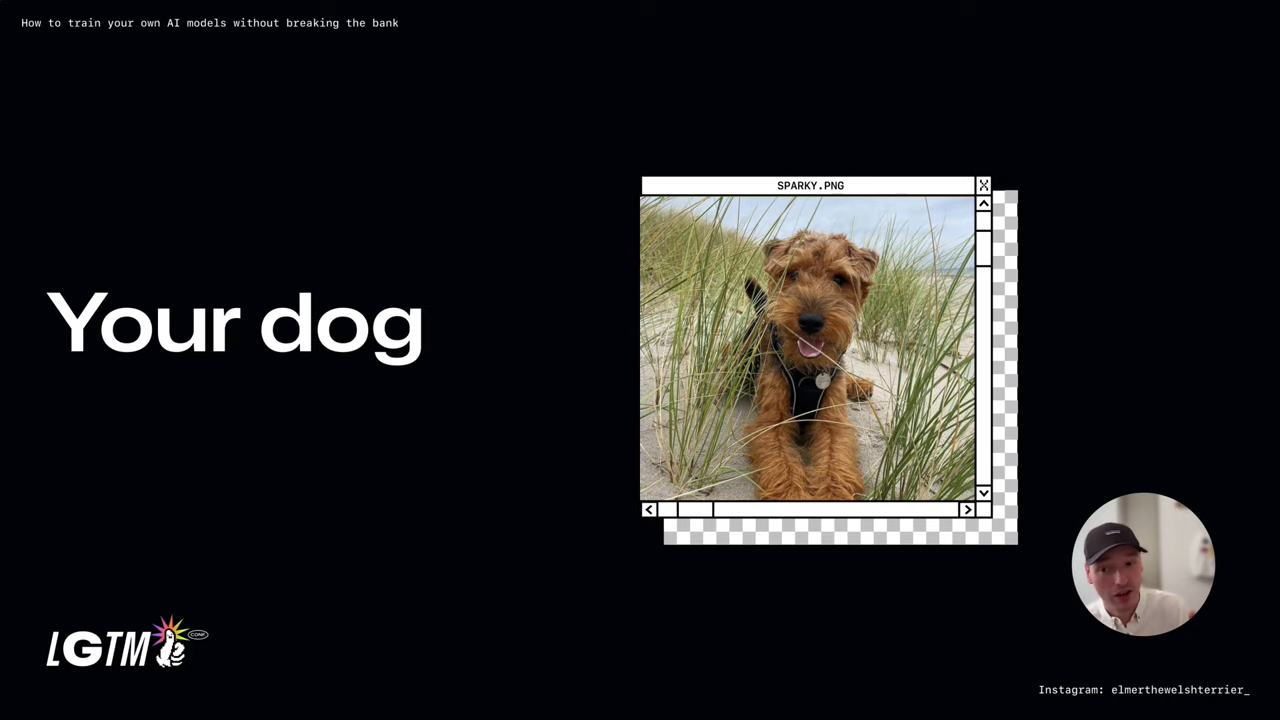 How to train your own AI models without breaking the bank
SPARKY.PNG
Your dog
LGTM
CONF
Instagram: elmerthewelshterrier_